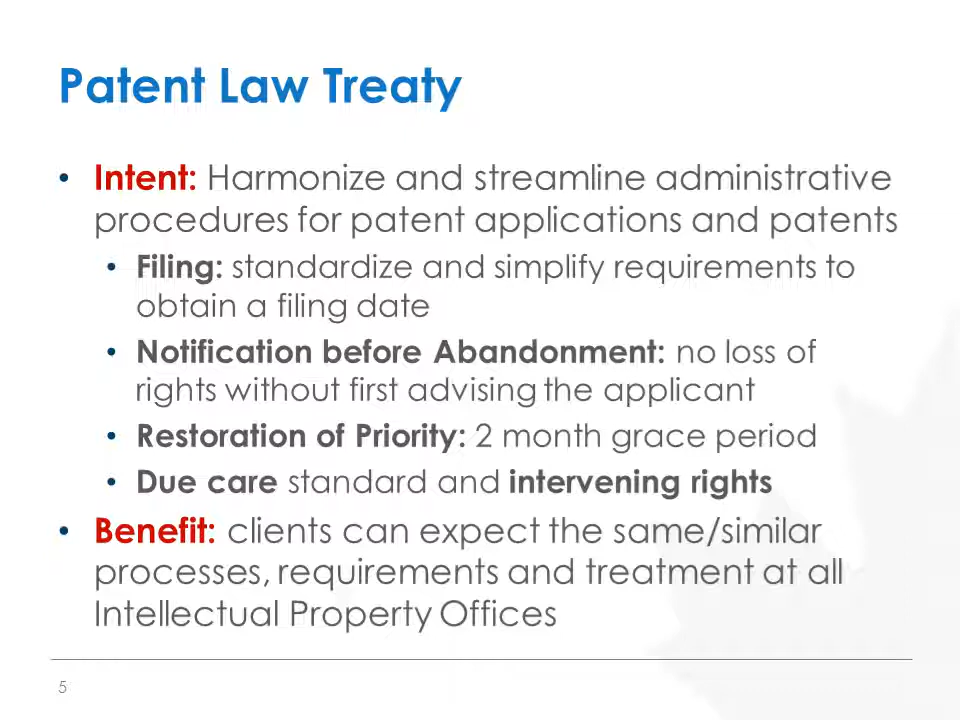 Patent Law Treaty
• Intent: Harmonize and streamline administrative
procedures for patent applications and patents
• Filing: standardize and simplify requirements to
obtain a filing date
• Notification before Abandonment: no loss of
rights without first advising the applicant
• Restoration of Priority: 2 month grace period
• Due care standard and intervening rights
• Benefit: clients can expect the same/similar
processes, requirements and treatment at all
Intellectual Property Offices
5